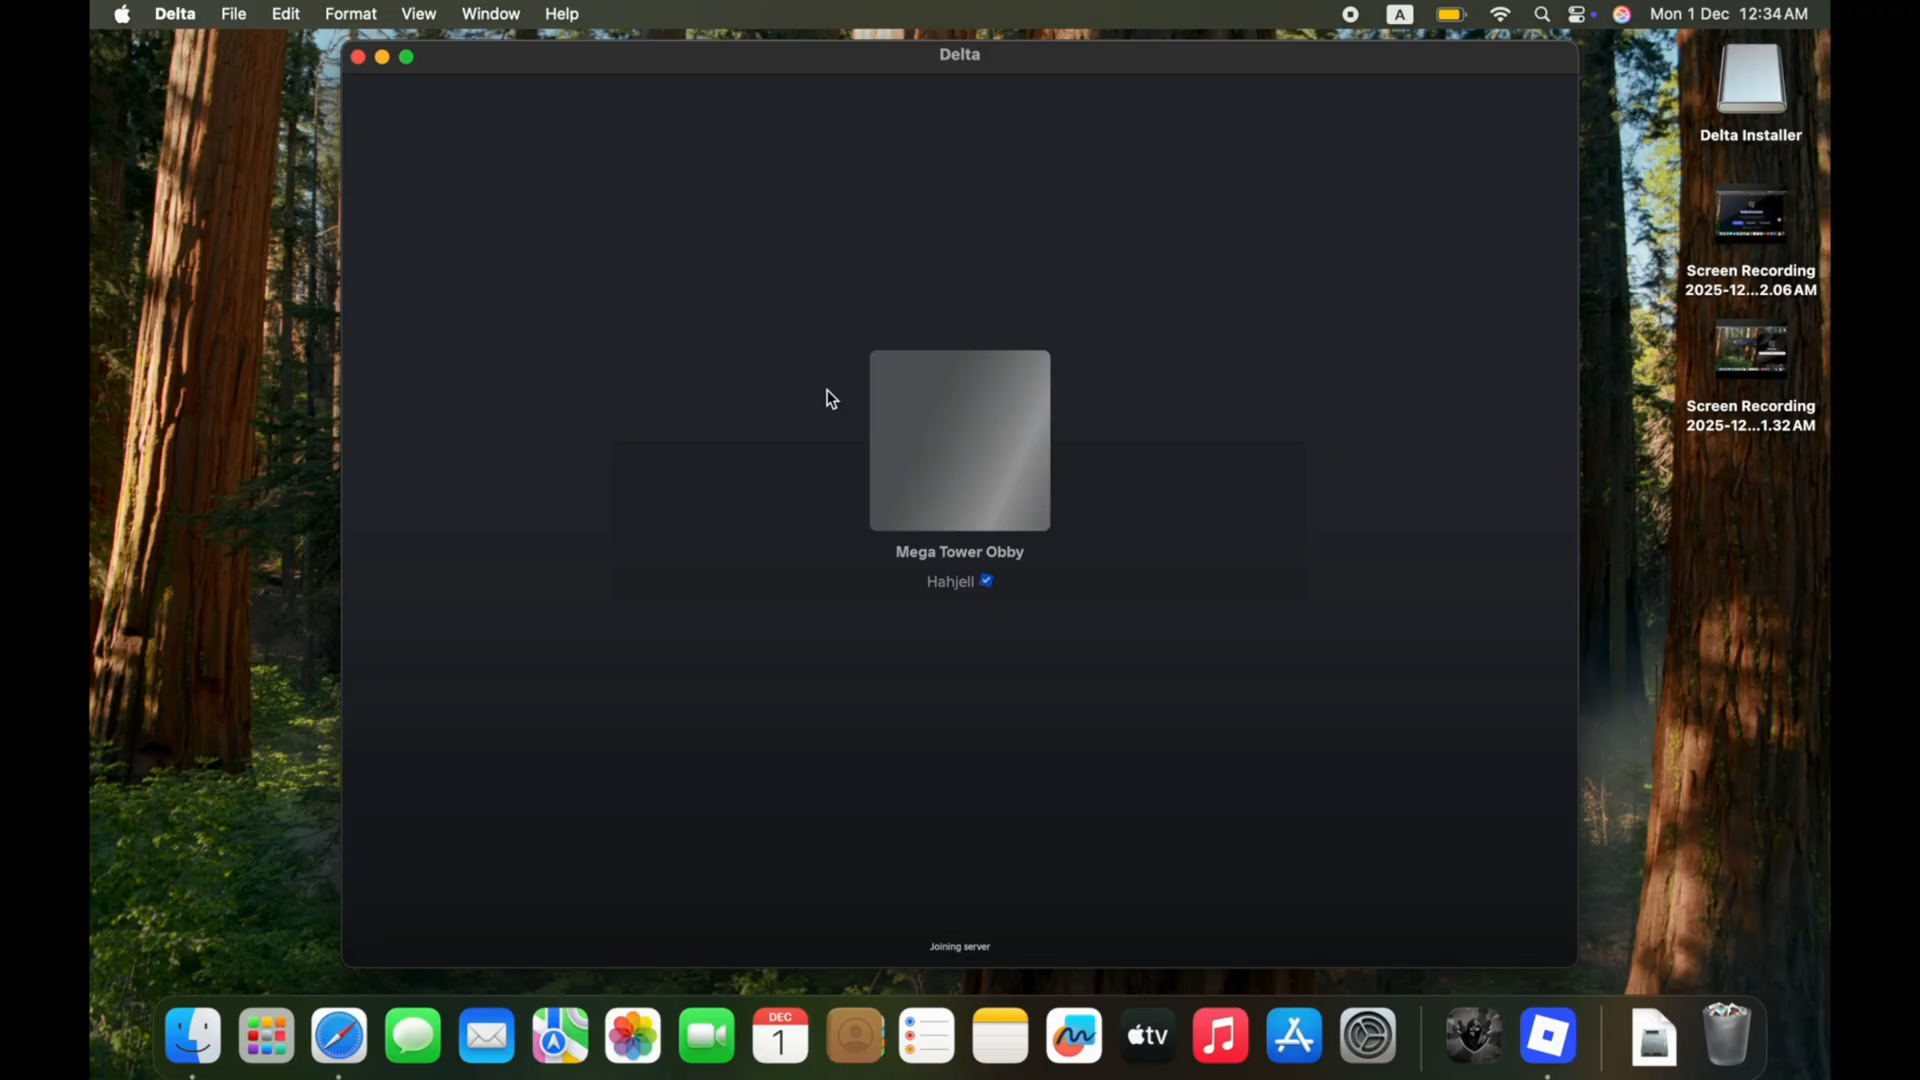 Delta File Edit Format View Window Help
A
Mon 1 Dec 12:34 AM
Delta
Delta Installer
Screen Recording
2025-12...2.06 AM
Screen Recording
2025-12...1.32 AM
Mega Tower Obby
Hahjell
Joining server
DEC
1
tv